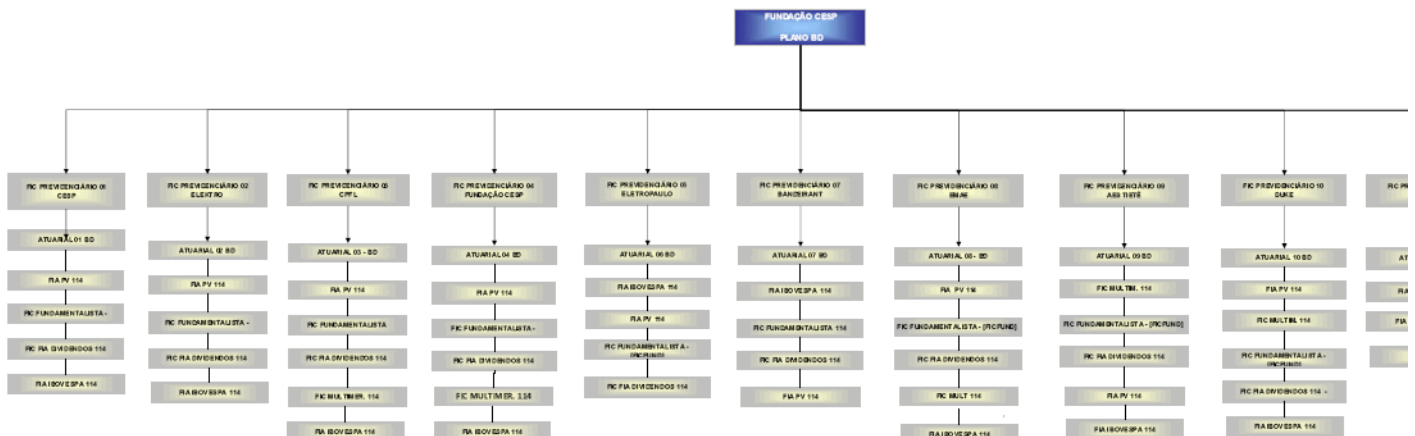 FUNDAÇÃO CESP
PLANO BD
FIC PREVIDENCIÁRIO 01
CESP
ATUARIAL 01 BD
FIA PV 114
FIC FUNDAMENTALISTA -
FIC FIA DIVIDENDOS 114
FIA IBOVESPA 114
FIC PREVIDENCIÁRIO 02
ELEKTRO
ATUARIAL 02 BD
FIA PV 114
FIC FUNDAMENTALISTA -
FIC FIA DIVIDENDOS 114
FIA IBOVESPA 114
FIC PREVIDENCIÁRIO 03
CPFL
ATUARIAL 03 - BD
FIA PV 114
FIC FUNDAMENTALISTA
FIC FIA DIVIDENDOS 114
FIC MULTIMER. 114
FIA IBOVESPA 114
FIC PREVIDENCIÁRIO 04
FUNDAÇÃO CESP
ATUARIAL 04 BD
FIA PV 114
FIC FUNDAMENTALISTA -
FIC FIA DIVIDENDOS 114
FIC MULTIMER. 114
FIA IBOVESPA 114
FIC PREVIDENCIÁRIO
ELETROPAULO
ATUARIAL BD
FIA IBOVESPA 114
FIA PV 114
FIC FUNDAMENTALISTA -
[FICFUND]
FIC FIA DIVIDENDOS 114
FIC PREVIDENCIÁRIO 07
BANDEIRANT
ATUARIAL 07 BD
FIA IBOVESPA 114
FIC FUNDAMENTALISTA 114
FIC FIA DIVIDENDOS 114
FIA PV 114
FIC PREVIDENCIÁRIO 08
EMAE
ATUARIAL 08 - BD
FIA PV 114
FIC FUNDAMENTALISTA - [FICFUND]
FIC FIA DIVIDENDOS 114
FIC MULT 114
FIA IBOVESPA 114
FIC PREVIDENCIÁRIO 09
AES TIETÊ
ATUARIAL 09 BD
FIC MULTIM. 114
FIC FUNDAMENTALISTA - [FICFUND]
FIC FIA DIVIDENDOS 114
FIA PV 114
FIA IBOVESPA 114
FIC PREVIDENCIÁRIO 10
DUKE
ATUARIAL 10 BD
FIA PV 114
FIC MULTIM. 114
FIC FUNDAMENTALISTA -
[FICFUND]
FIC FIA DIVIDENDOS 114 -
FIA IBOVESPA 114